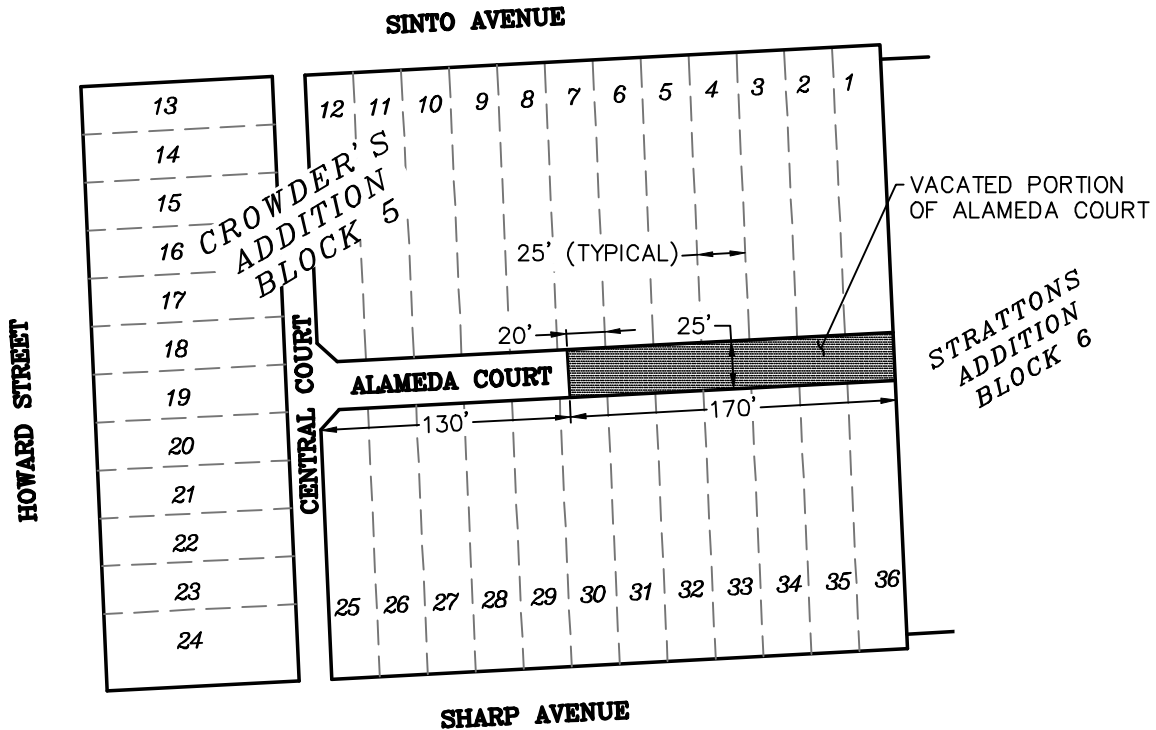 SINTO AVENUE
13
14
15
16
17
18
19
20
21
22
23
24
12 11 10 9 8 7 6 5 4 3 2 1
CROWDER'S
ADDITION
BLOCK 5
VACATED PORTION
OF ALAMEDA COURT
25' (TYPICAL)
20'
25'
STRATTONS
ADDITION
BLOCK 6
HOWARD STREET
CENTRAL COURT
ALAMEDA COURT
130'
170'
25 26 27 28 29 30 31 32 33 34 35 36
SHARP AVENUE